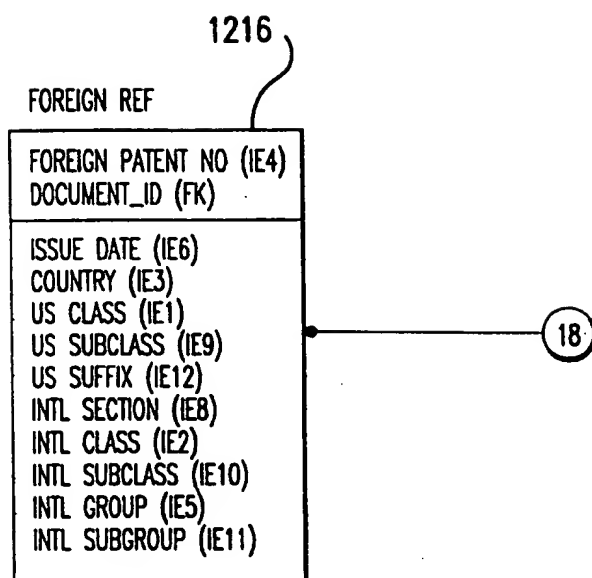 1216
FOREIGN REF
FOREIGN PATENT NO (IE4)
DOCUMENT_ID (FK)
ISSUE DATE (IE6)
COUNTRY (IE3)
US CLASS (IE1)
US SUBCLASS (IE9)
US SUFFIX (IE12)
INTL SECTION (IE8)
INTL CLASS (IE2)
INTL SUBCLASS (IE10)
INTL GROUP (IE5)
INTL SUBGROUP (IE11)
18